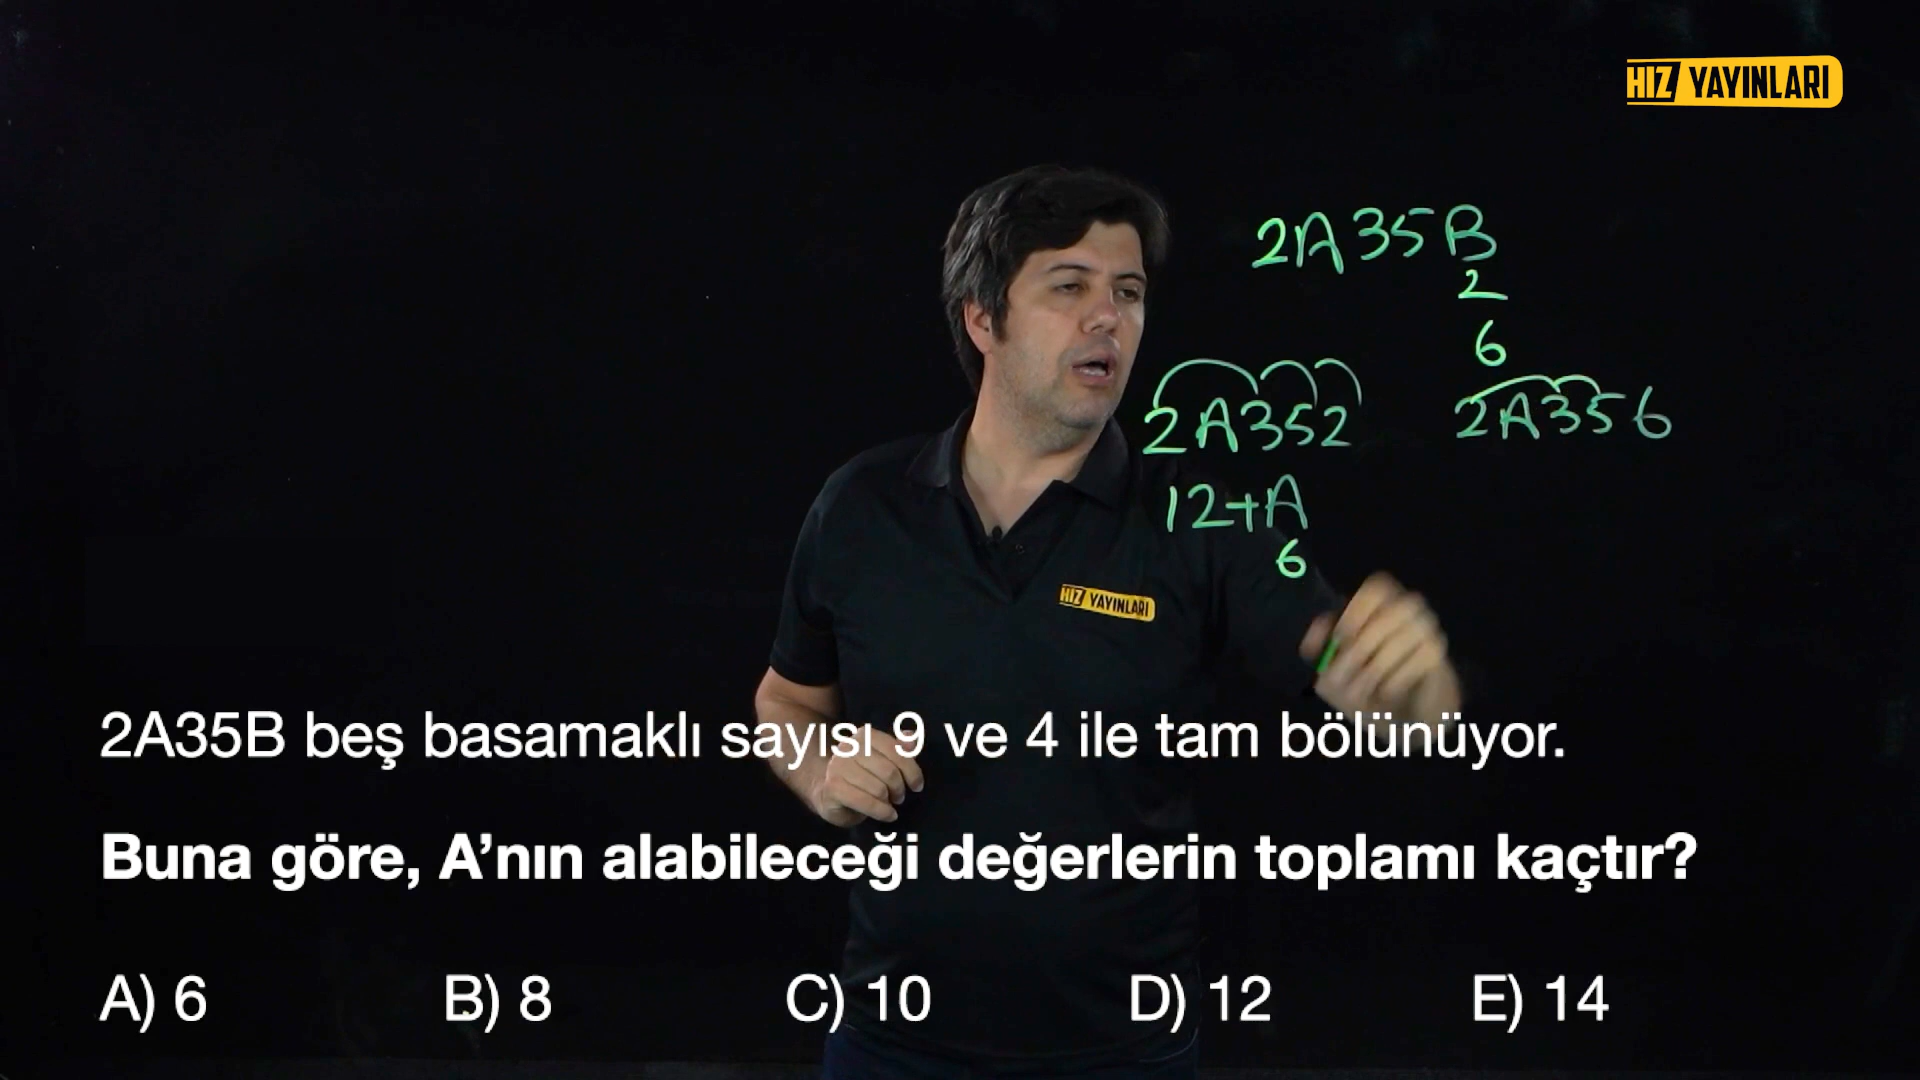 HIZ YAYINLARI
2A35B
2
6
2A352 2A356
12+A
6
HIZ YAYINLARI
2A35B beş basamaklı sayısı 9 ve 4 ile tam bölünüyor.
Buna göre, A’nın alabileceği değerlerin toplamı kaçtır?
A) 6 B) 8 C) 10 D) 12 E) 14